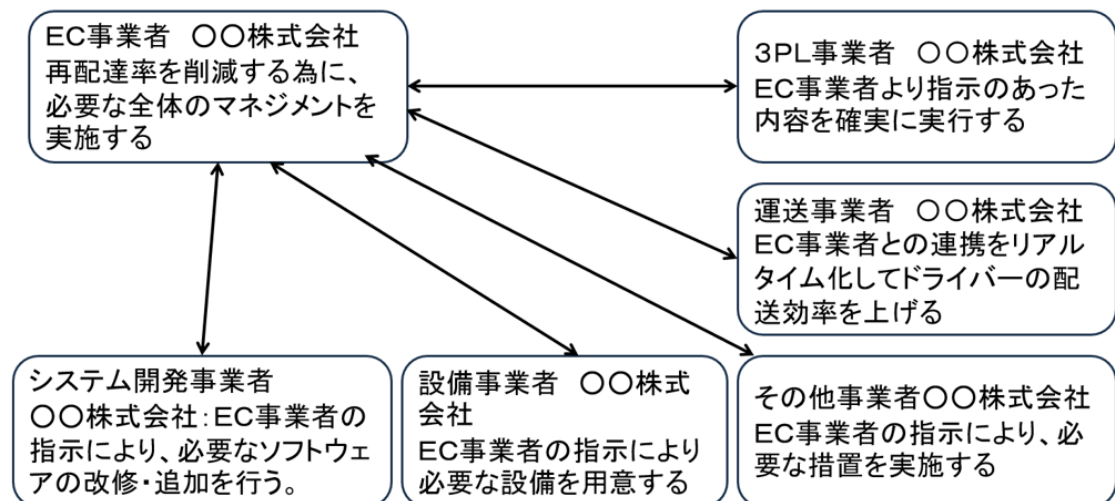 EC事業者　〇〇株式会社
再配達率を削減する為に、
必要な全体のマネジメントを
実施する
3PL事業者　〇〇株式会社
EC事業者より指示のあった
内容を確実に実行する
運送事業者　〇〇株式会社
EC事業者との連携をリアル
タイム化してドライバーの配
送効率を上げる
システム開発事業者
〇〇株式会社：EC事業者の
指示により、必要なソフトウェ
アの改修・追加を行う。
設備事業者　〇〇株式
会社
EC事業者の指示により
必要な設備を用意する
その他事業者〇〇株式会社
EC事業者の指示により、必
要な措置を実施する